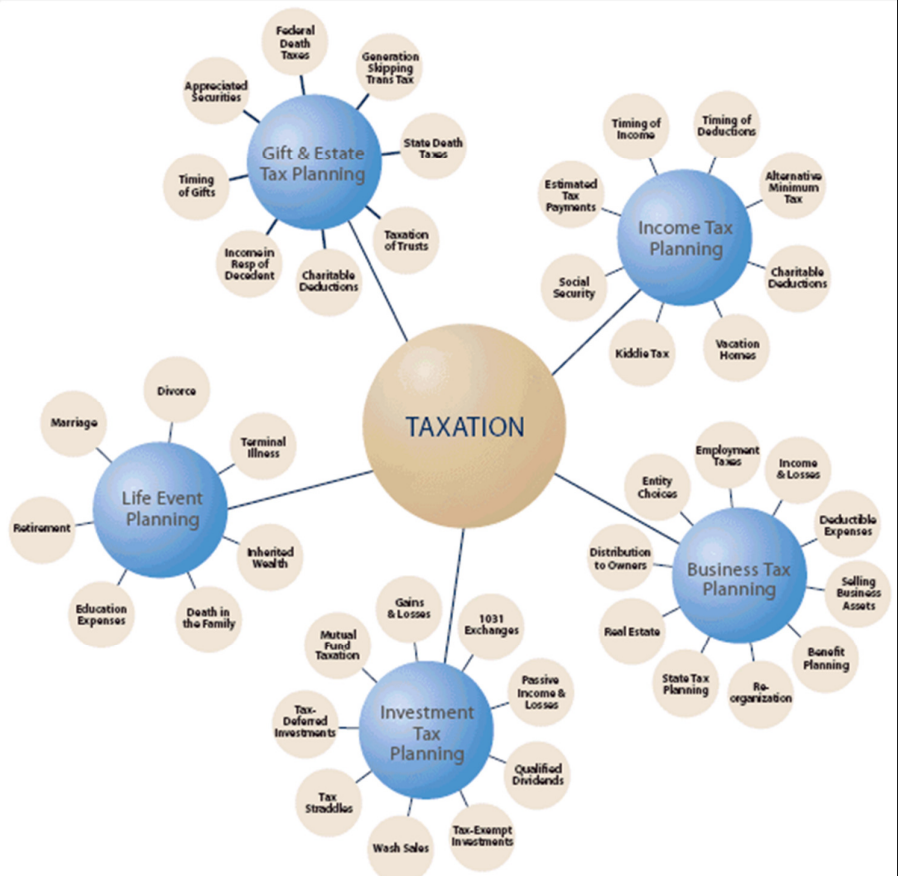 TAXATION
Gift & Estate
Tax Planning
Federal
Death
Taxes
Generation
Skipping
Trans Tax
State Death
Taxes
Taxation
of Trusts
Charitable
Deductions
Income in
Resp of
Decedent
Timing
of Gifts
Appreciated
Securities
Income Tax
Planning
Timing of
Income
Timing of
Deductions
Alternative
Minimum
Tax
Charitable
Deductions
Vacation
Homes
Kiddie Tax
Social
Security
Estimated
Tax
Payments
Business Tax
Planning
Employment
Taxes
Income
& Losses
Deductible
Expenses
Selling
Business
Assets
Benefit
Planning
Re-
organization
State Tax
Planning
Real Estate
Distribution
to Owners
Entity
Choices
Investment
Tax
Planning
Gains
& Losses
1031
Exchanges
Passive
Income &
Losses
Qualified
Dividends
Tax-Exempt
Investments
Wash Sales
Tax
Straddles
Tax-
Deferred
Investments
Mutual
Fund
Taxation
Life Event
Planning
Divorce
Terminal
Illness
Inherited
Wealth
Death in
the Family
Education
Expenses
Retirement
Marriage